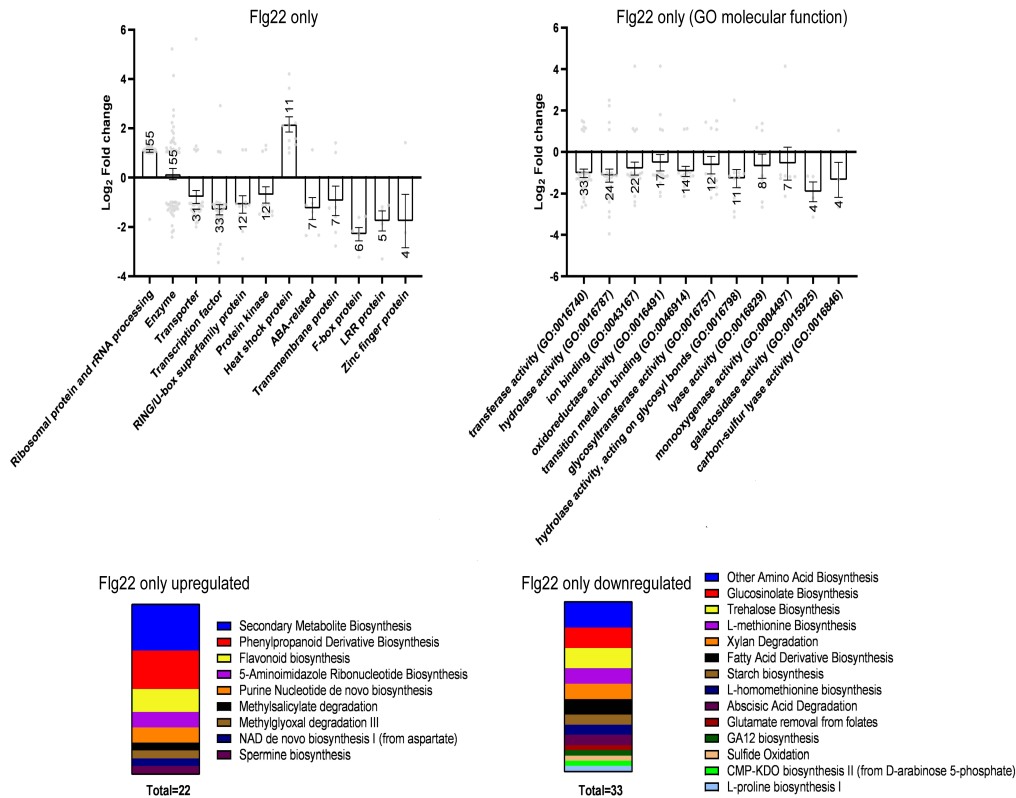 Flg22 only
Log2 Fold change
6
4
2
0
-2
-4
55
55
31
33
12
12
11
7
7
6
5
4
Ribosomal protein and rRNA processing
Enzyme
Transporter
Transcription factor
RING/U-box superfamily protein
Protein kinase
Heat shock protein
ABA-related
Transmembrane protein
F-box protein
LRR protein
Zinc finger protein
Flg22 only (GO molecular function)
Log2 Fold change
6
4
2
0
-2
-4
-6
33
24
22
17
14
12
11
8
7
4
4
transferase activity (GO:0016740)
hydrolase activity (GO:0016787)
ion binding (GO:0043167)
oxidoreductase activity (GO:0016491)
transition metal ion binding (GO:0046914)
glycosyltransferase activity (GO:0016757)
hydrolase activity, acting on glycosyl bonds (GO:0016798)
lyase activity (GO:0016829)
monooxygenase activity (GO:0004497)
galactosidase activity (GO:0015925)
carbon-sulfur lyase activity (GO:0016846)
Flg22 only upregulated
Secondary Metabolite Biosynthesis
Phenylpropanoid Derivative Biosynthesis
Flavonoid biosynthesis
5-Aminoimidazole Ribonucleotide Biosynthesis
Purine Nucleotide de novo biosynthesis
Methylsalicylate degradation
Methylglyoxal degradation III
NAD de novo biosynthesis I (from aspartate)
Spermine biosynthesis
Total=22
Flg22 only downregulated
Other Amino Acid Biosynthesis
Glucosinolate Biosynthesis
Trehalose Biosynthesis
L-methionine Biosynthesis
Xylan Degradation
Fatty Acid Derivative Biosynthesis
Starch biosynthesis
L-homomethionine biosynthesis
Abscisic Acid Degradation
Glutamate removal from folates
GA12 biosynthesis
Sulfide Oxidation
CMP-KDO biosynthesis II (from D-arabinose 5-phosphate)
L-proline biosynthesis I
Total=33